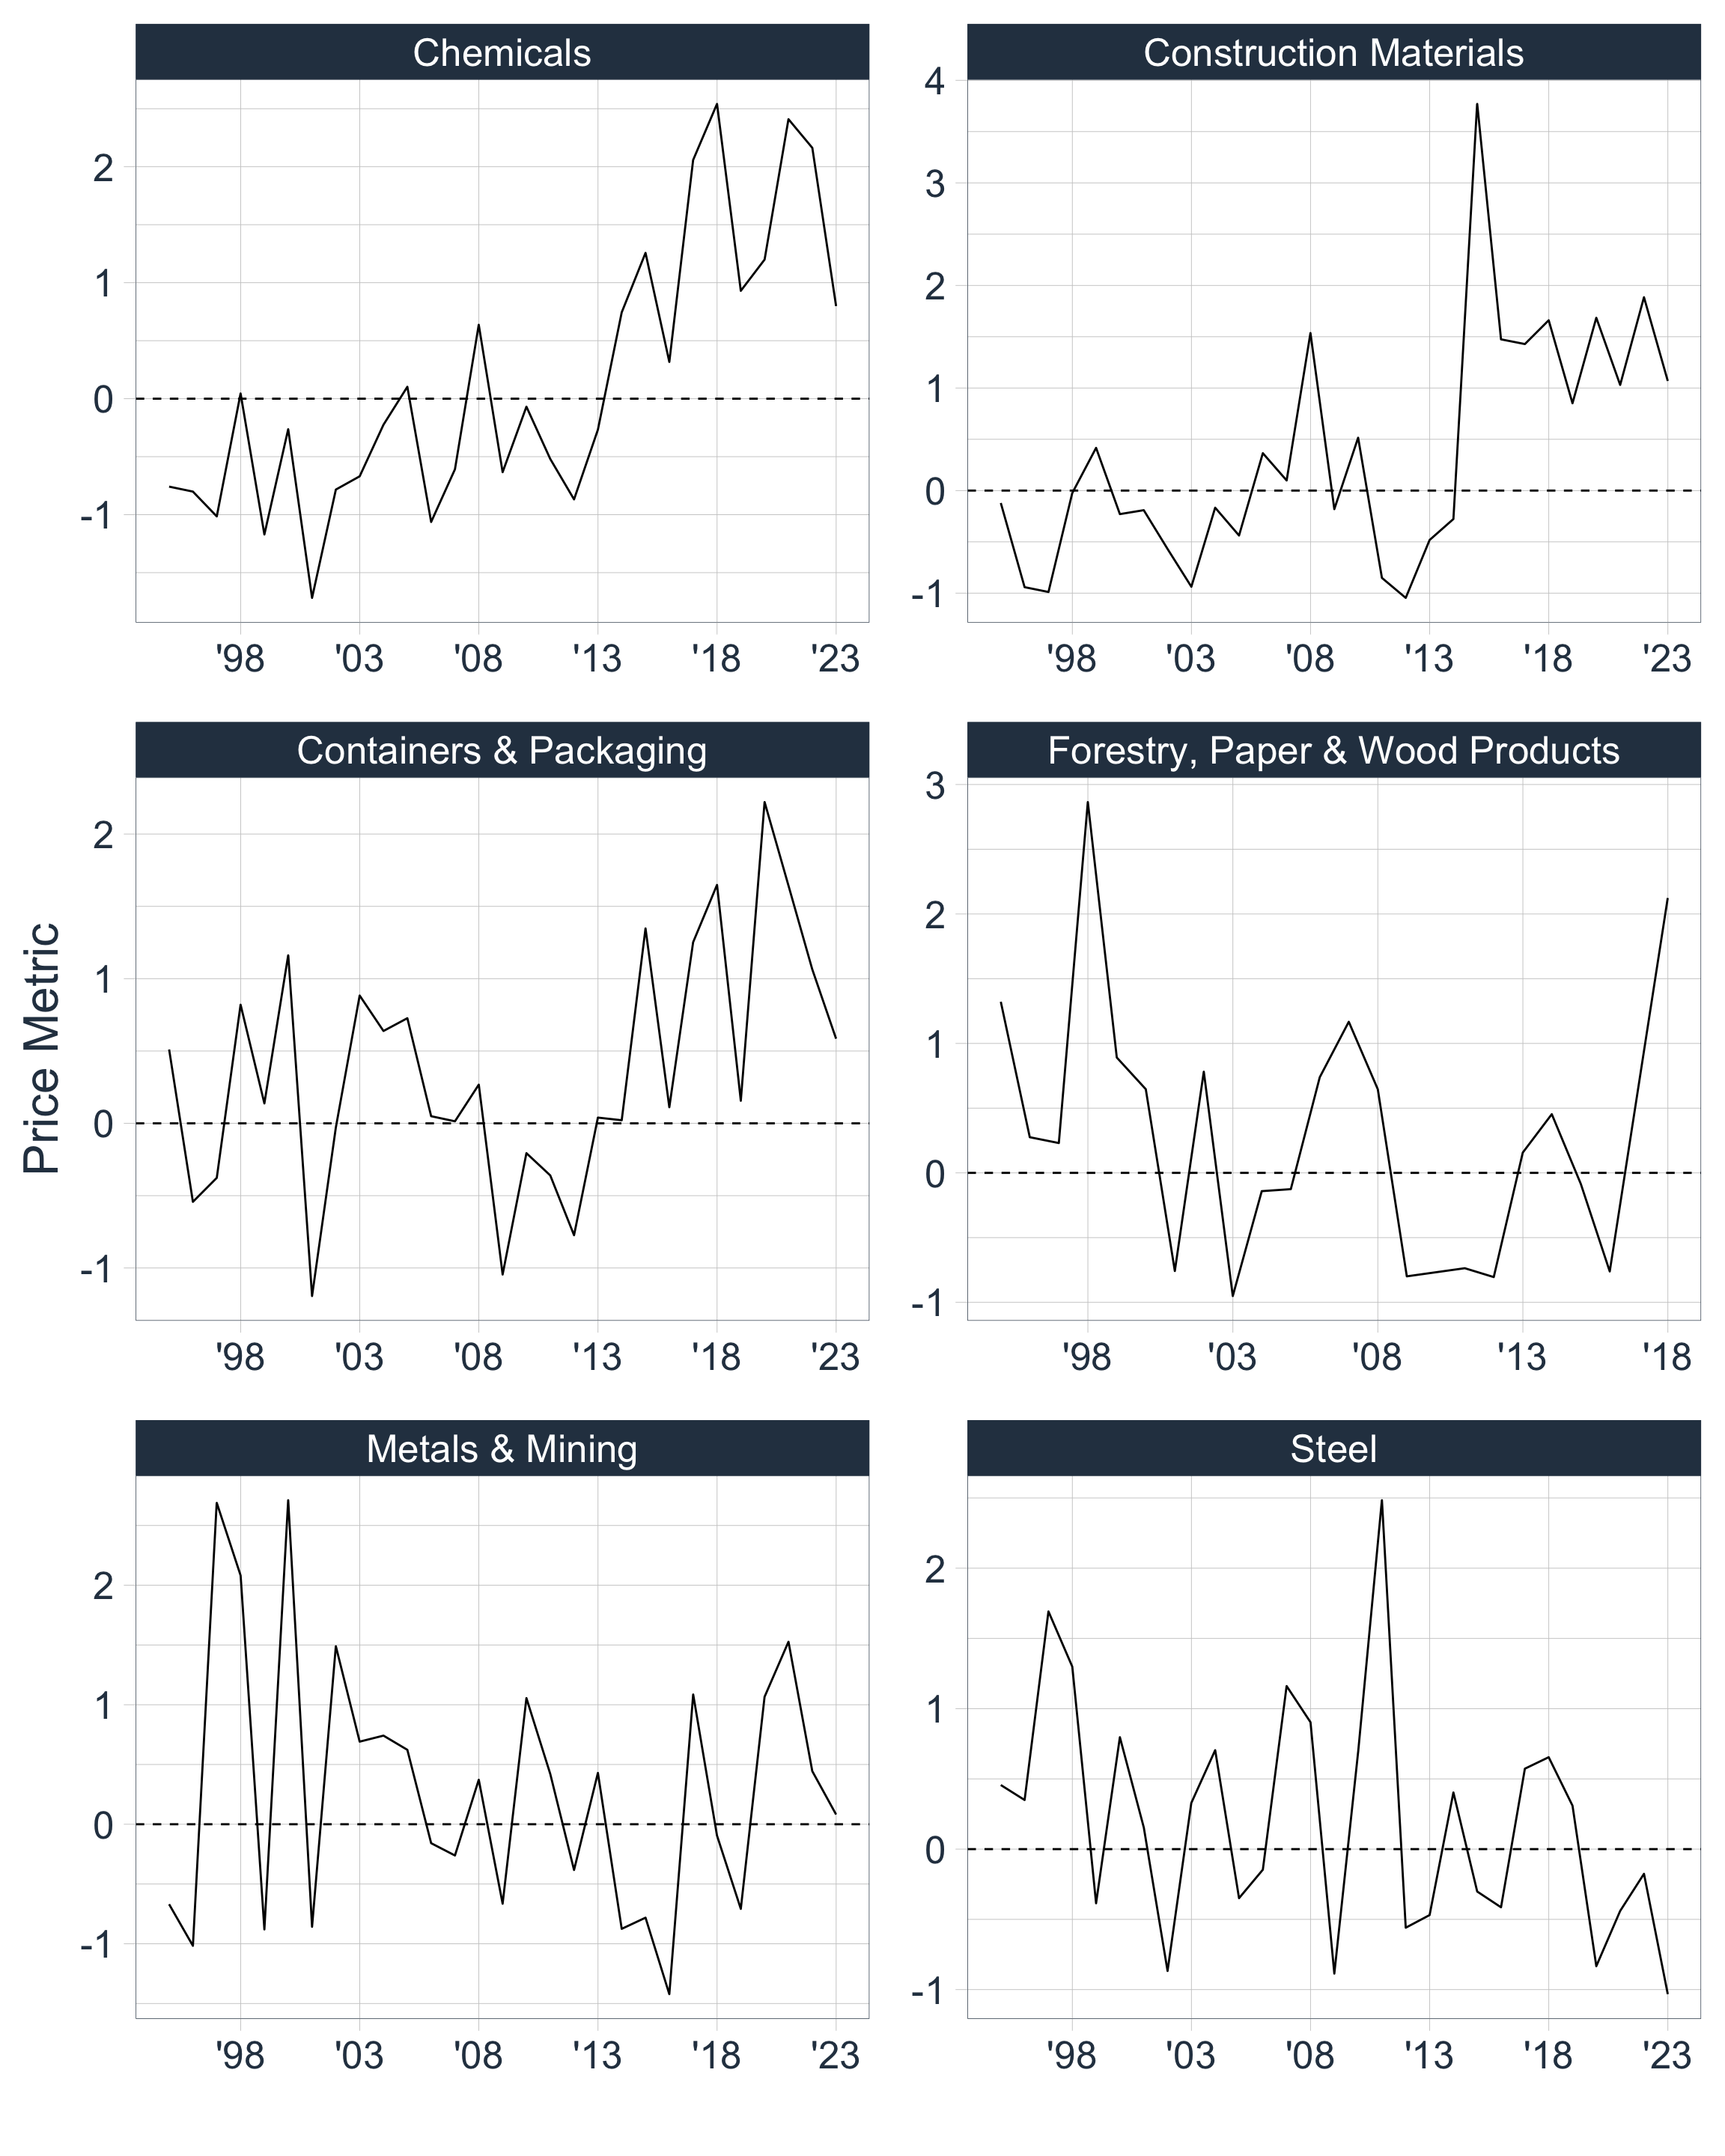 Price Metric
Chemicals
2
1
0
-1
'98 '03 '08 '13 '18 '23
Construction Materials
4
3
2
1
0
-1
'98 '03 '08 '13 '18 '23
Containers & Packaging
2
1
0
-1
'98 '03 '08 '13 '18 '23
Forestry, Paper & Wood Products
3
2
1
0
-1
'98 '03 '08 '13 '18
Metals & Mining
2
1
0
-1
'98 '03 '08 '13 '18 '23
Steel
2
1
0
-1
'98 '03 '08 '13 '18 '23